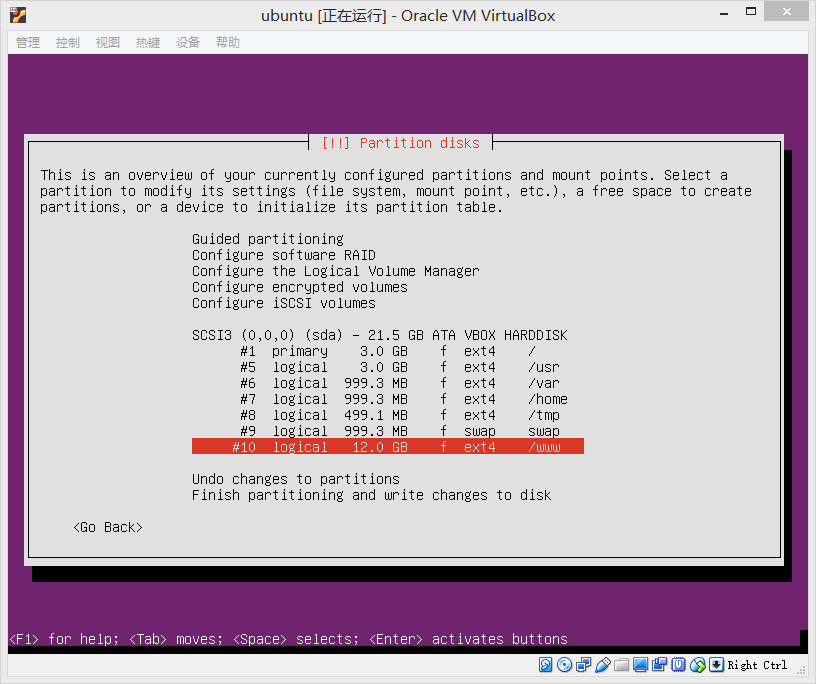 ubuntu [正在运行] - Oracle VM VirtualBox
管理 控制 视图 热键 设备 帮助
[!!] Partition disks
This is an overview of your currently configured partitions and mount points. Select a
partition to modify its settings (file system, mount point, etc.), a free space to create
partitions, or a device to initialize its partition table.
Guided partitioning
Configure software RAID
Configure the Logical Volume Manager
Configure encrypted volumes
Configure iSCSI volumes
SCSI3 (0,0,0) (sda) - 21.5 GB ATA VBOX HARDDISK
#1 primary 3.0 GB f ext4 /
#5 logical 3.0 GB f ext4 /usr
#6 logical 999.3 MB f ext4 /var
#7 logical 999.3 MB f ext4 /home
#8 logical 499.1 MB f ext4 /tmp
#9 logical 999.3 MB f swap swap
#10 logical 12.0 GB f ext4 /www
Undo changes to partitions
Finish partitioning and write changes to disk
<Go Back>
<F1> for help; <Tab> moves; <Space> selects; <Enter> activates buttons
Right Ctrl